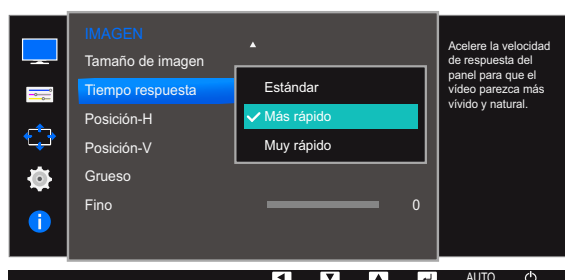 IMAGEN
Tamaño de imagen
Tiempo respuesta
Posición-H
Posición-V
Grueso
Fino
0
Estándar
Más rápido
Muy rápido
Acelere la velocidad
de respuesta del
panel para que el
vídeo parezca más
vívido y natural.
AUTO